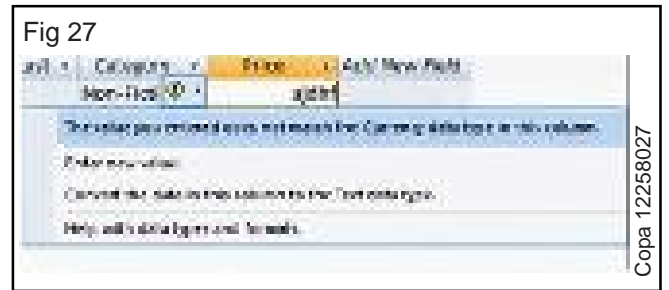 Fig 27
Category Price Add New Field
Non-Fict
The value you entered does not match the Currency data type in this column.
Enter new value.
Convert the data in this column to the Text data type.
Help with data types and formats.
Copa 12258027